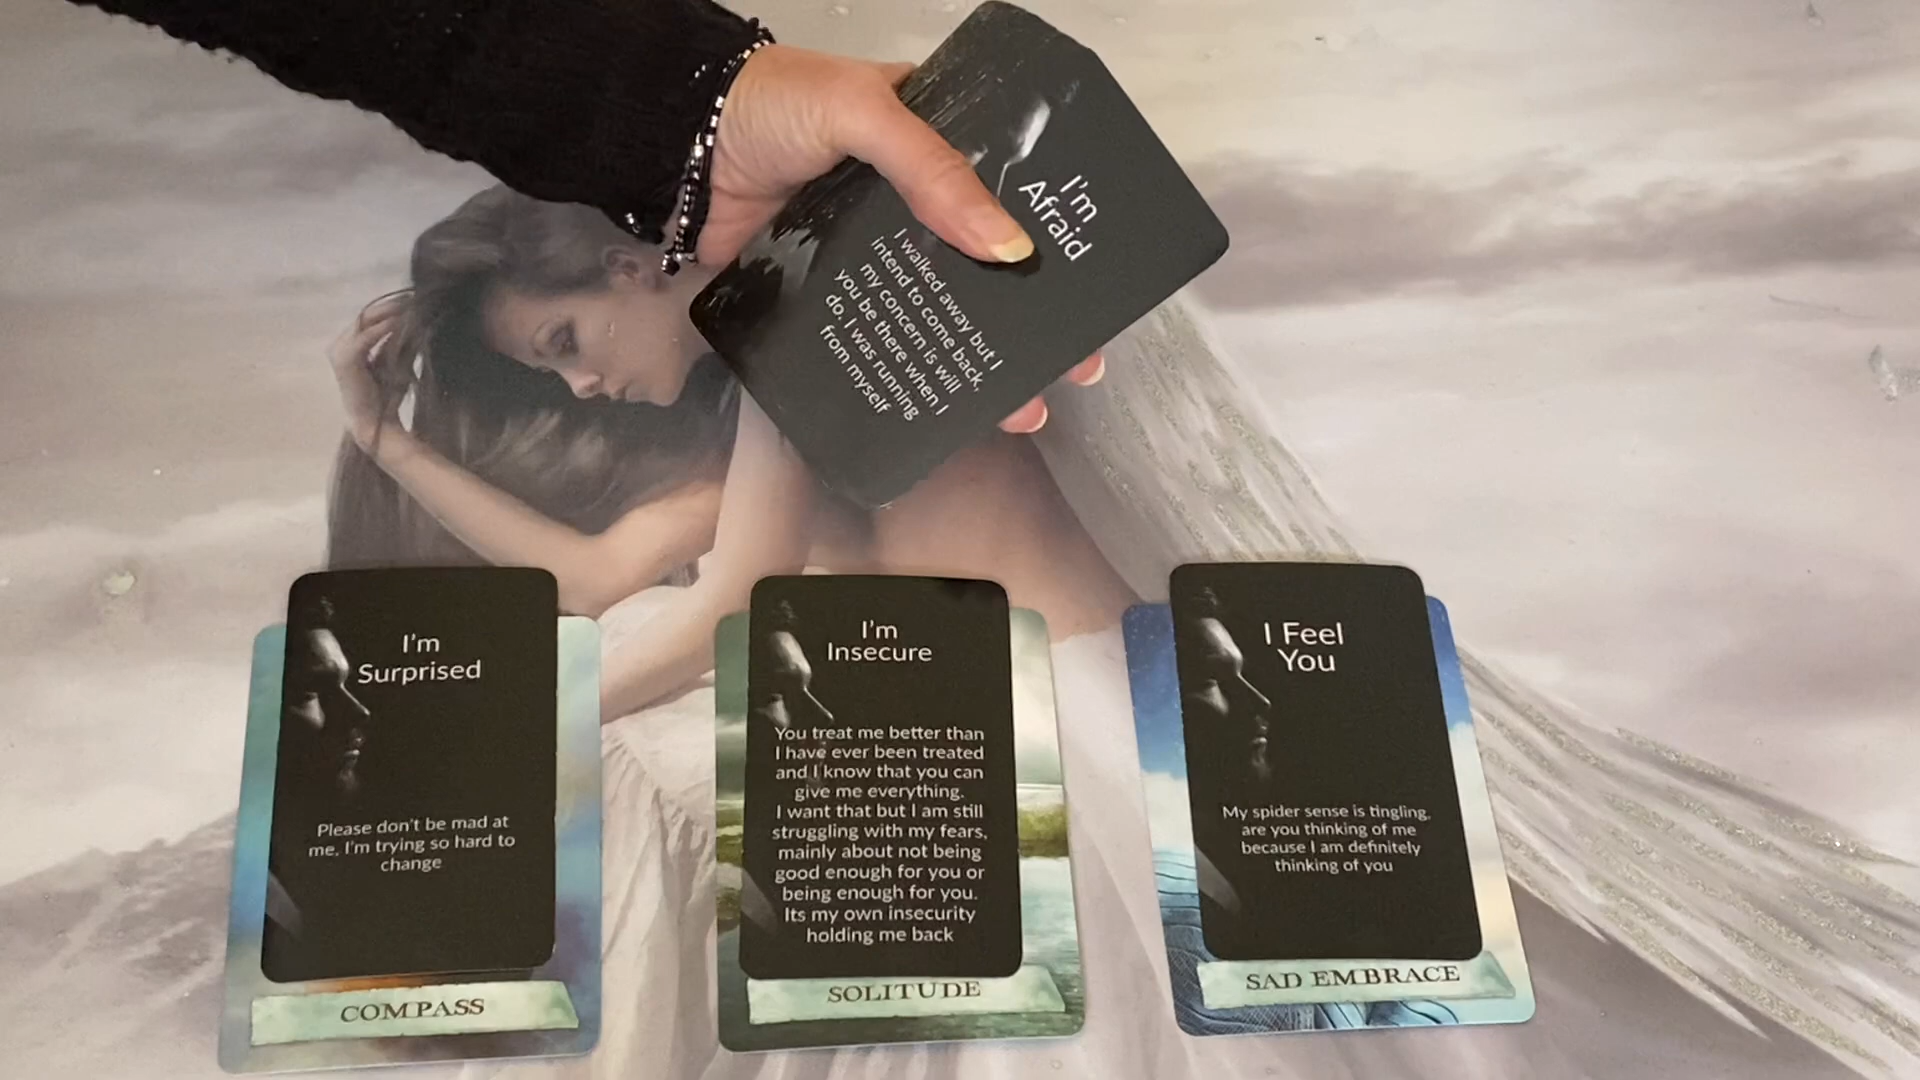 I'm
Afraid
I walked away but I
intend to come back,
my concern is will
you be there when I
do. I was running
from myself
I'm
Surprised
Please don't be mad at
me, I'm trying so hard to
change
COMPASS
I'm
Insecure
You treat me better than
I have ever been treated
and I know that you can
give me everything.
I want that but I am still
struggling with my fears,
mainly about not being
good enough for you or
being enough for you.
Its my own insecurity
holding me back
SOLITUDE
I Feel
You
My spider sense is tingling,
are you thinking of me
because I am definitely
thinking of you
SAD EMBRACE